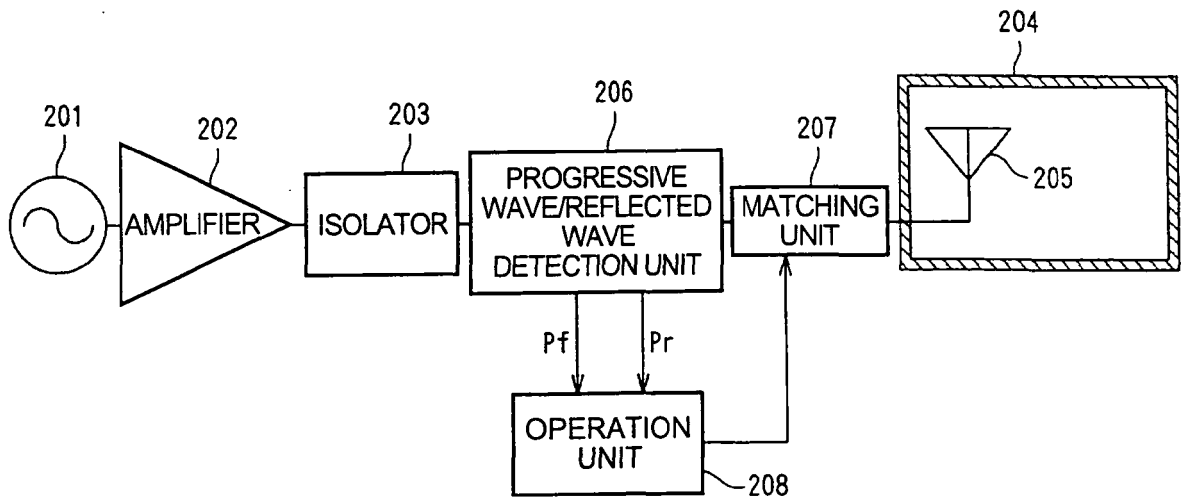 204
206
203
201
202
207
PROGRESSIVE
WAVE/REFLECTED
WAVE
DETECTION UNIT
205
AMPLIFIER
ISOLATOR
MATCHING
UNIT
Pf
Pr
OPERATION
UNIT
208